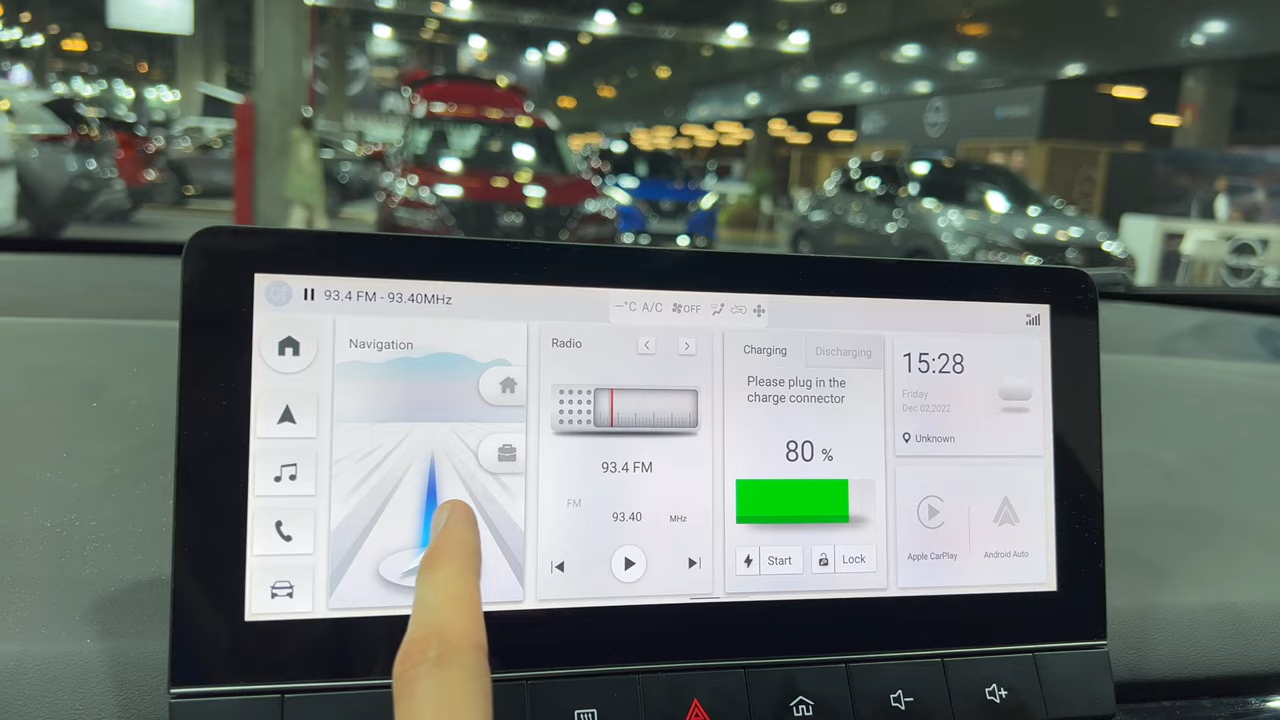 93.4 FM - 93.40MHz
—°C A/C OFF
Navigation
Radio
93.4 FM
FM 93.40 MHz
Charging Discharging
Please plug in the
charge connector
80 %
Start Lock
15:28
Friday
Dec 02,2022
Unknown
Apple CarPlay Android Auto